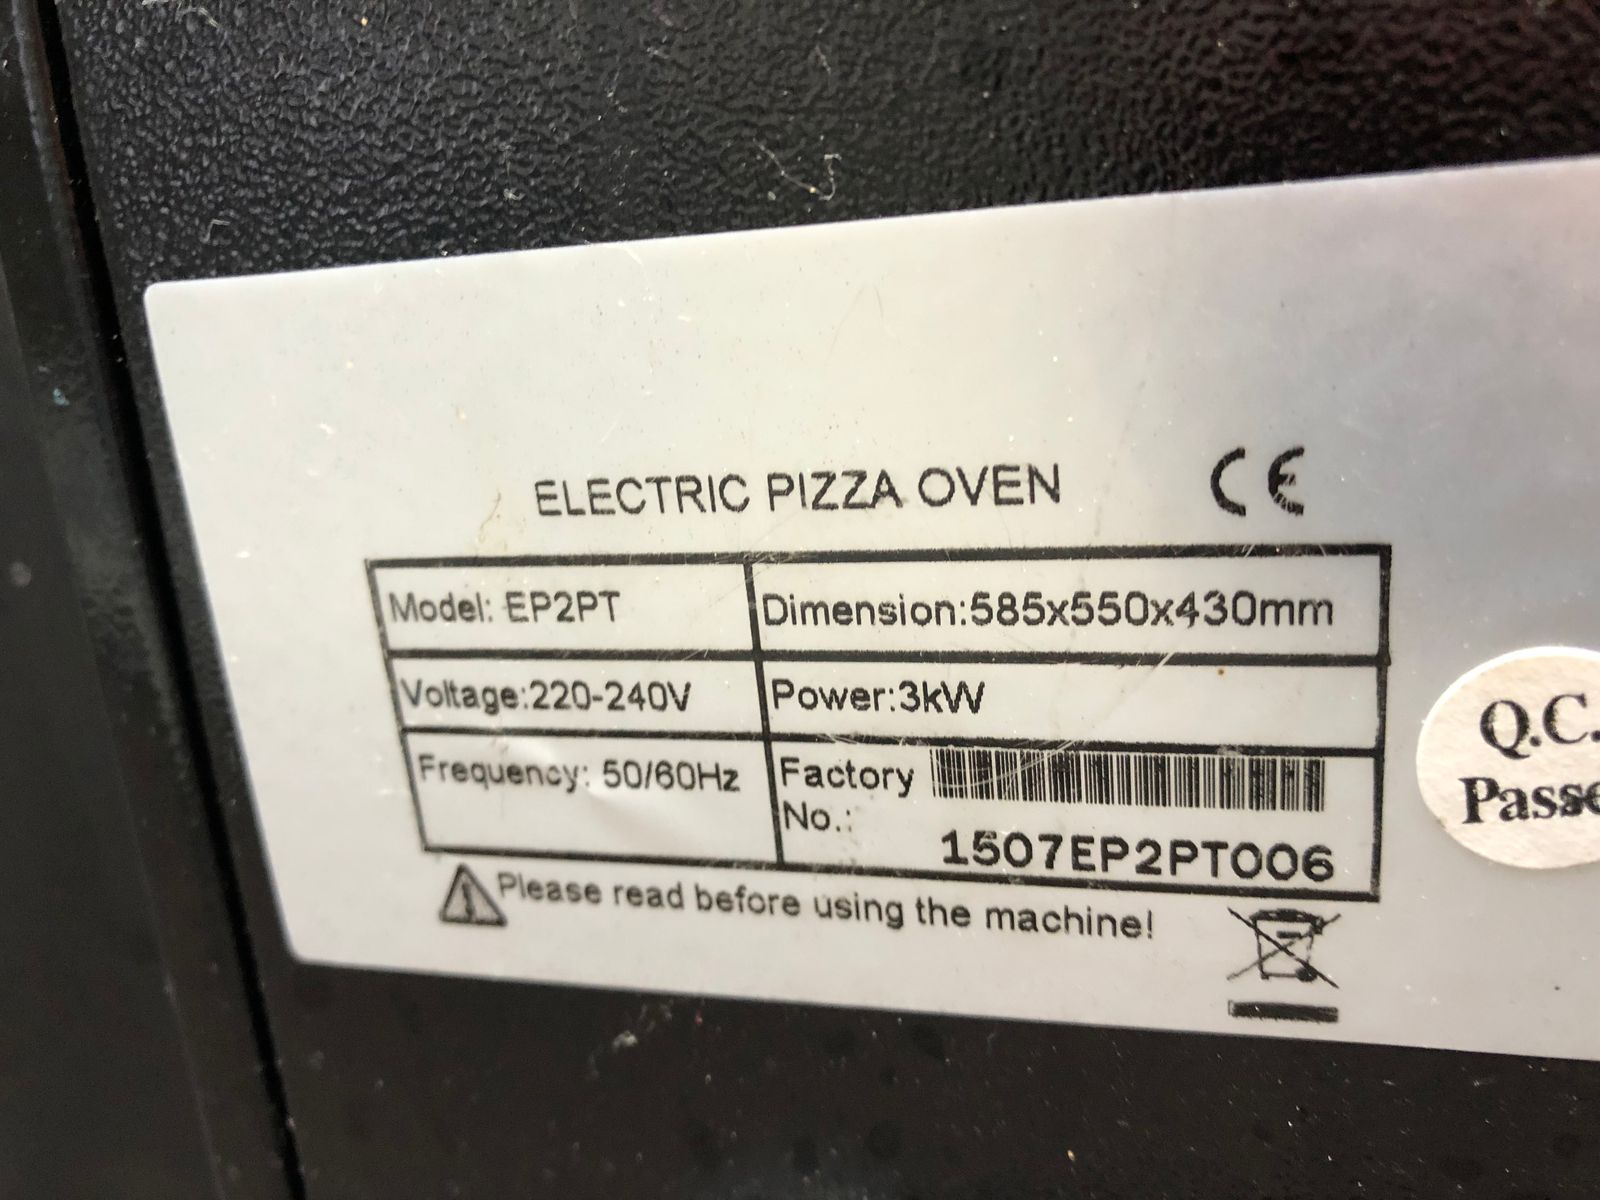 ELECTRIC PIZZA OVEN CE
Model: EP2PT Dimension:585x550x430mm
Voltage:220-240V Power:3kW
Frequency: 50/60Hz Factory
No.:
1507EP2PT006
Please read before using the machine!
Q.C.
Passe